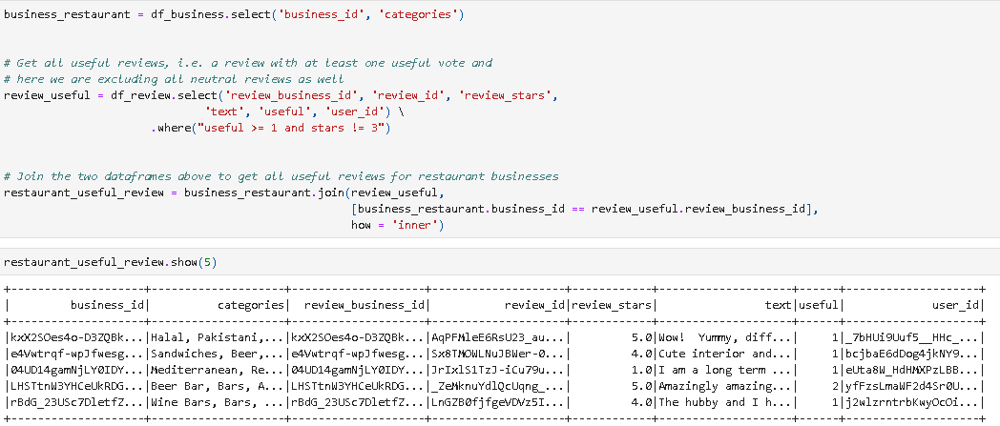 business_restaurant = df_business.select('business_id', 'categories')
# Get all useful reviews, i.e. a review with at least one useful vote and
# here we are excluding all neutral reviews as well
review_useful = df_review.select('review_business_id', 'review_id', 'review_stars',
'text', 'useful', 'user_id') \
.where("useful >= 1 and stars != 3")
# Join the two dataframes above to get all useful reviews for restaurant businesses
restaurant_useful_review = business_restaurant.join(review_useful,
[business_restaurant.business_id == review_useful.review_business_id],
how = 'inner')
restaurant_useful_review.show(5)
+--------------------+--------------------+--------------------+--------------------+------------+--------------------+------+--------------------+
|         business_id|          categories|  review_business_id|           review_id|review_stars|                text|useful|             user_id|
+--------------------+--------------------+--------------------+--------------------+------------+--------------------+------+--------------------+
|kxX2SOes4o-D3ZQBk...|Halal, Pakistani,...|kxX2SOes4o-D3ZQBk...|AqPFMleE6RsU23_au...|         5.0|Wow!  Yummy, diff...|     1|_7bHUi9Uuf5__HHc_...|
|e4Vwtrqf-wpJfwesg...|Sandwiches, Beer,...|e4Vwtrqf-wpJfwesg...|Sx8TMOWLNuJBWer-0...|         4.0|Cute interior and...|     1|bcjbaE6dDog4jkNY9...|
|04UD14gamNjLY0IDY...|Mediterranean, Re...|04UD14gamNjLY0IDY...|JrIxlS1TzJ-iCu79u...|         1.0|I am a long term ...|     1|eUta8W_HdHMXPzLBB...|
|LHSTtnW3YHCeUkRDG...|Beer Bar, Bars, A...|LHSTtnW3YHCeUkRDG...|_ZeMknuYdlQcUqng_...|         5.0|Amazingly amazing...|     2|yfFzsLmaWF2d4Sr0U...|
|rBdG_23USc7DletfZ...|Wine Bars, Bars, ...|rBdG_23USc7DletfZ...|LnGZB0fjfgeVDVz5I...|         4.0|The hubby and I h...|     1|j2wlzrntrbKwyOcOi...|
+--------------------+--------------------+--------------------+--------------------+------------+--------------------+------+--------------------+